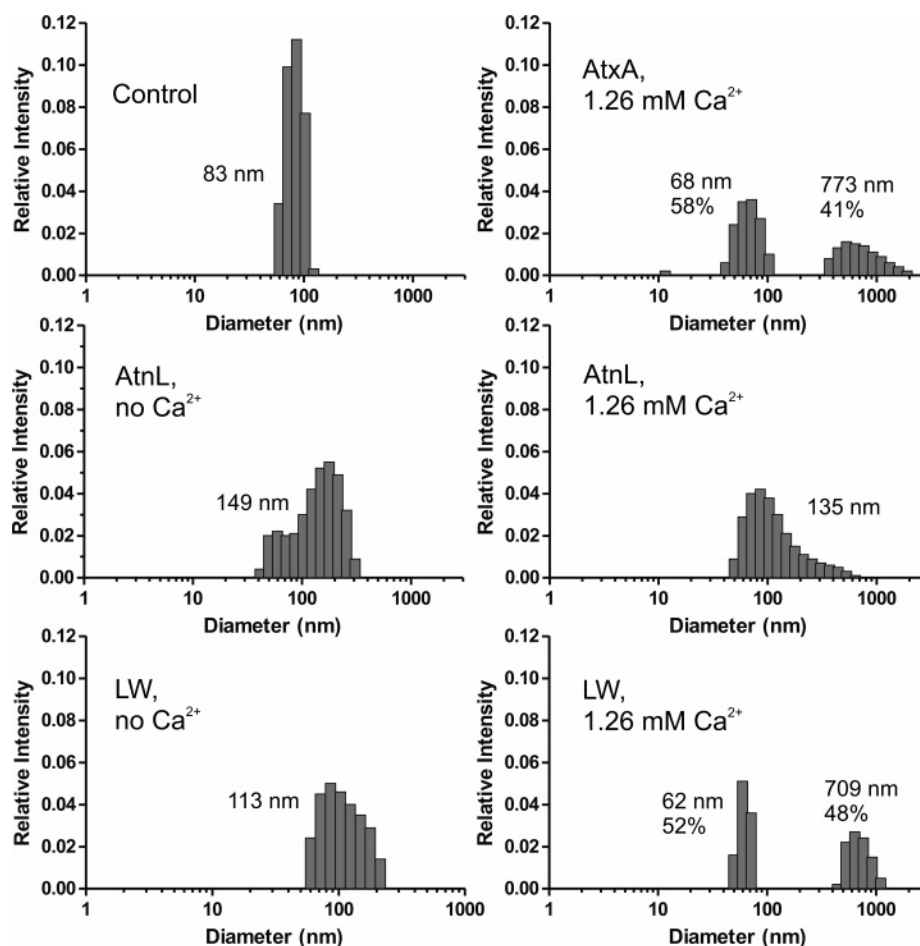 Relative Intensity
0.12
0.10
0.08
0.06
0.04
0.02
0.00
Control
83 nm
1 10 100 1000
Diameter (nm)
Relative Intensity
0.12
0.10
0.08
0.06
0.04
0.02
0.00
AtxA,
1.26 mM Ca²⁺
68 nm
58%
773 nm
41%
1 10 100 1000
Diameter (nm)
Relative Intensity
0.12
0.10
0.08
0.06
0.04
0.02
0.00
AtnL,
no Ca²⁺
149 nm
1 10 100 1000
Diameter (nm)
Relative Intensity
0.12
0.10
0.08
0.06
0.04
0.02
0.00
AtnL,
1.26 mM Ca²⁺
135 nm
1 10 100 1000
Diameter (nm)
Relative Intensity
0.12
0.10
0.08
0.06
0.04
0.02
0.00
LW,
no Ca²⁺
113 nm
1 10 100 1000
Diameter (nm)
Relative Intensity
0.12
0.10
0.08
0.06
0.04
0.02
0.00
LW,
1.26 mM Ca²⁺
62 nm
52%
709 nm
48%
1 10 100 1000
Diameter (nm)